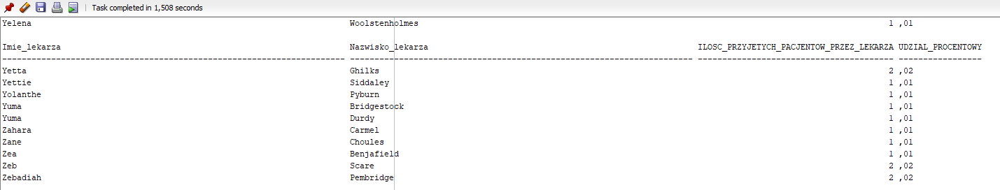 Task completed in 1,508 seconds
Yelena Woolstenholmes 1 ,01
Imie_lekarza Nazwisko_lekarza ILOSC_PRZYJETYCH_PACJENTOW_PRZEZ_LEKARZA UDZIAL_PROCENTOWY
---------------------------------------------------------------------- ---------------------------------------------------------------------- ---------------------------------------- -----------------
Yetta Ghilks 2 ,02
Yettie Siddaley 1 ,01
Yolanthe Pyburn 1 ,01
Yuma Bridgestock 1 ,01
Yuma Durdy 1 ,01
Zahara Carmel 1 ,01
Zane Choules 1 ,01
Zea Benjafield 1 ,01
Zeb Scare 2 ,02
Zebadiah Pembridge 2 ,02